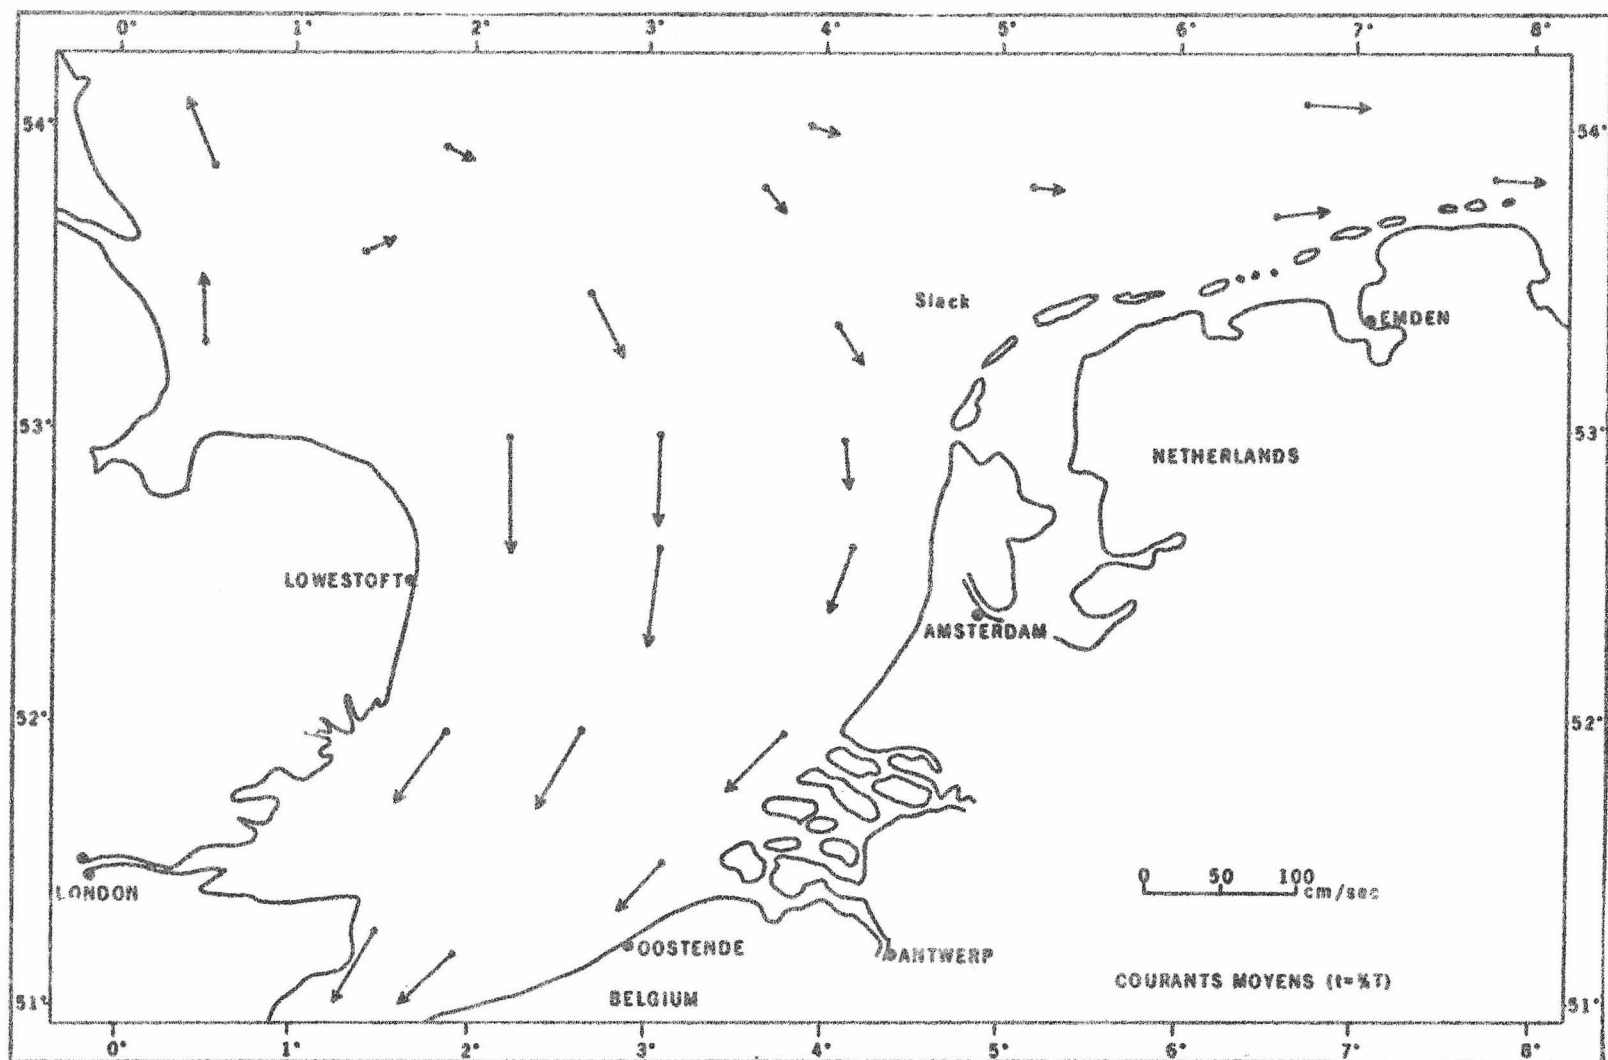 0° 1° 2° 3° 4° 5° 6° 7° 8°
54° 54°
Slack
EMDEN
53° 53°
NETHERLANDS
LOWESTOFT
AMSTERDAM
52° 52°
0 50 100
cm/sec
LONDON
OOSTENDE
ANTWERP
COURANTS MOYENS
BELGIUM
51° 51°
0° 1° 2° 3° 4° 5° 6° 7° 8°